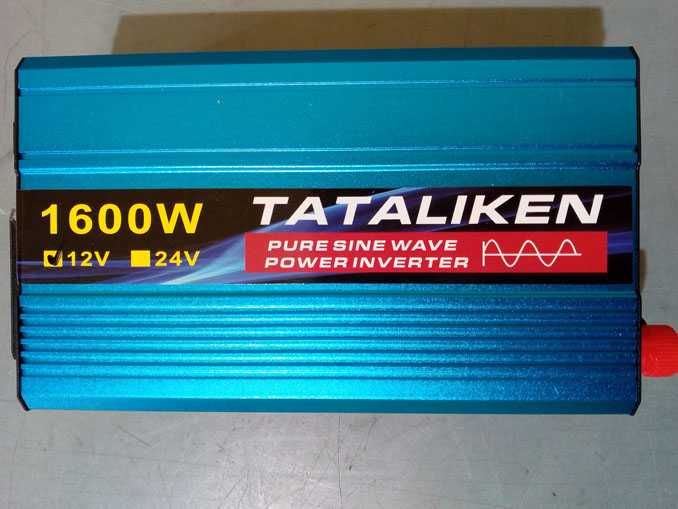 1600W
12V 24V
TATALIKEN
PURE SINE WAVE
POWER INVERTER